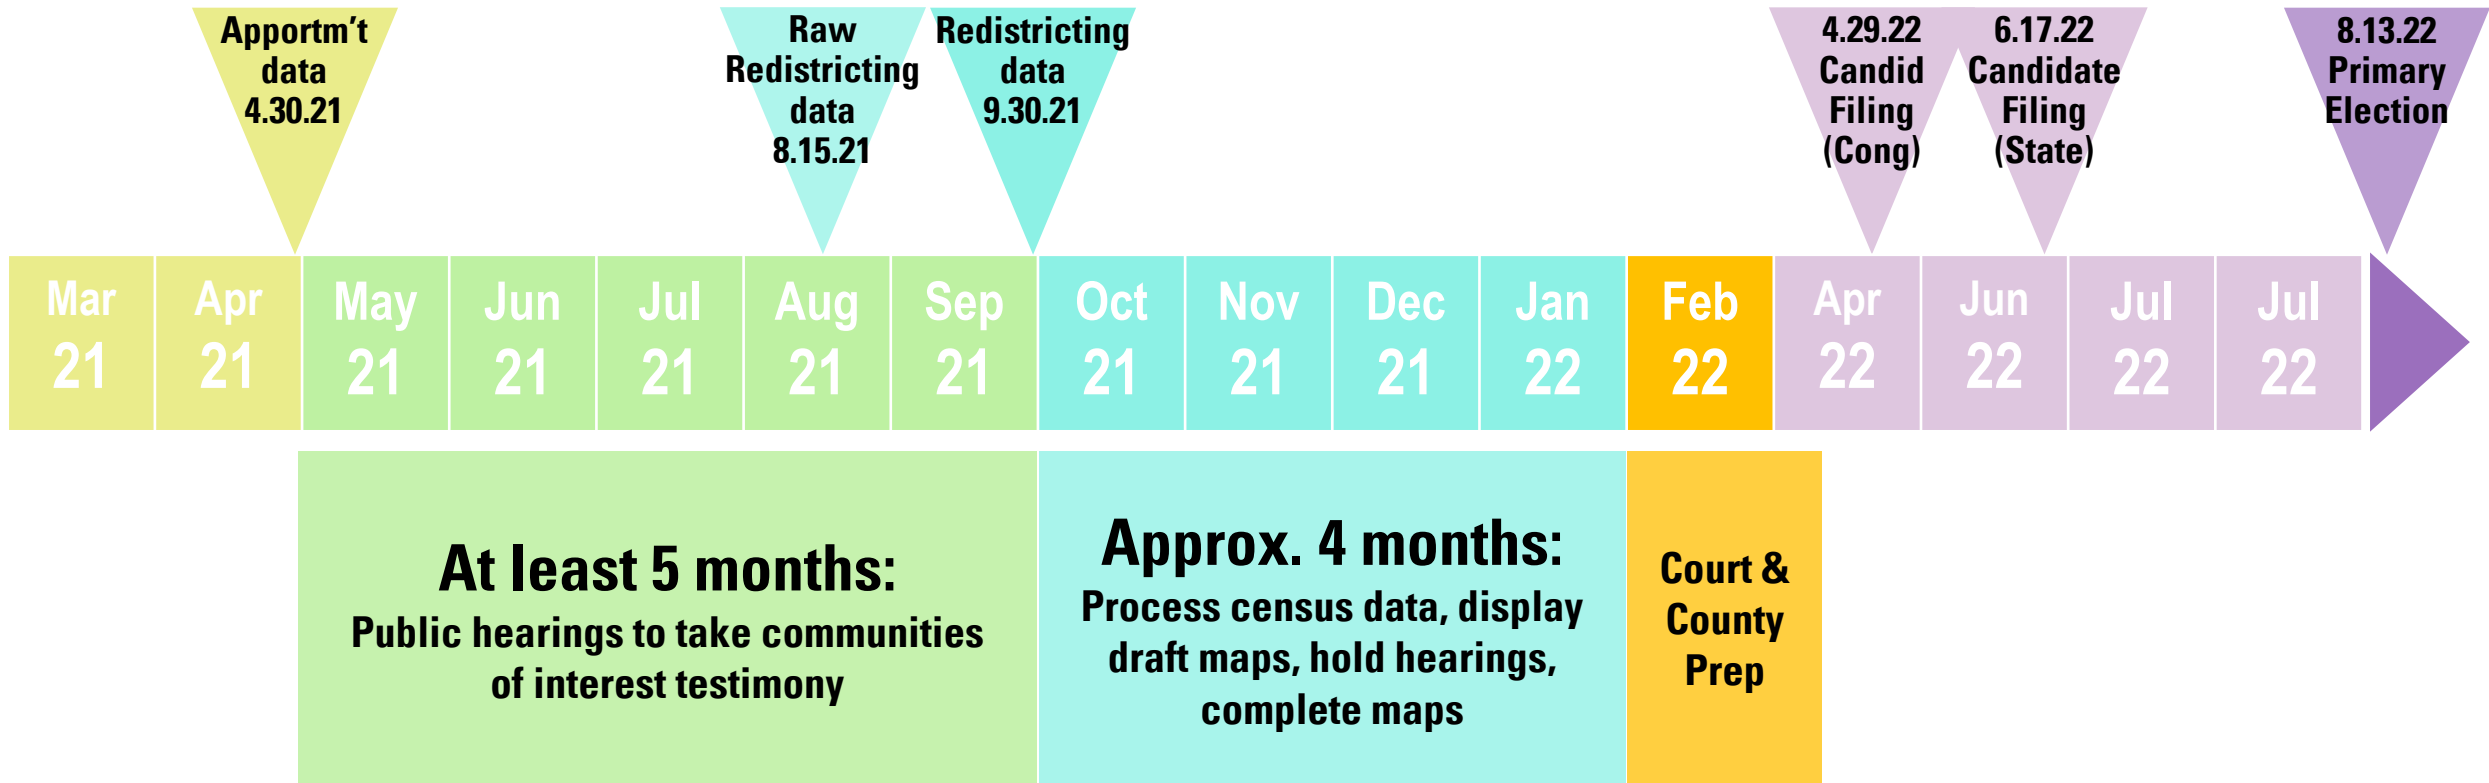 Apportm't
data
4.30.21
Raw
Redistricting
data
8.15.21
Redistricting
data
9.30.21
4.29.22
Candid
Filing
(Cong)
6.17.22
Candidate
Filing
(State)
8.13.22
Primary
Election
Mar
21
Apr
21
May
21
Jun
21
Jul
21
Aug
21
Sep
21
Oct
21
Nov
21
Dec
21
Jan
22
Feb
22
Apr
22
Jun
22
Jul
22
Jul
22
At least 5 months:
Public hearings to take communities
of interest testimony
Approx. 4 months:
Process census data, display
draft maps, hold hearings,
complete maps
Court &
County
Prep